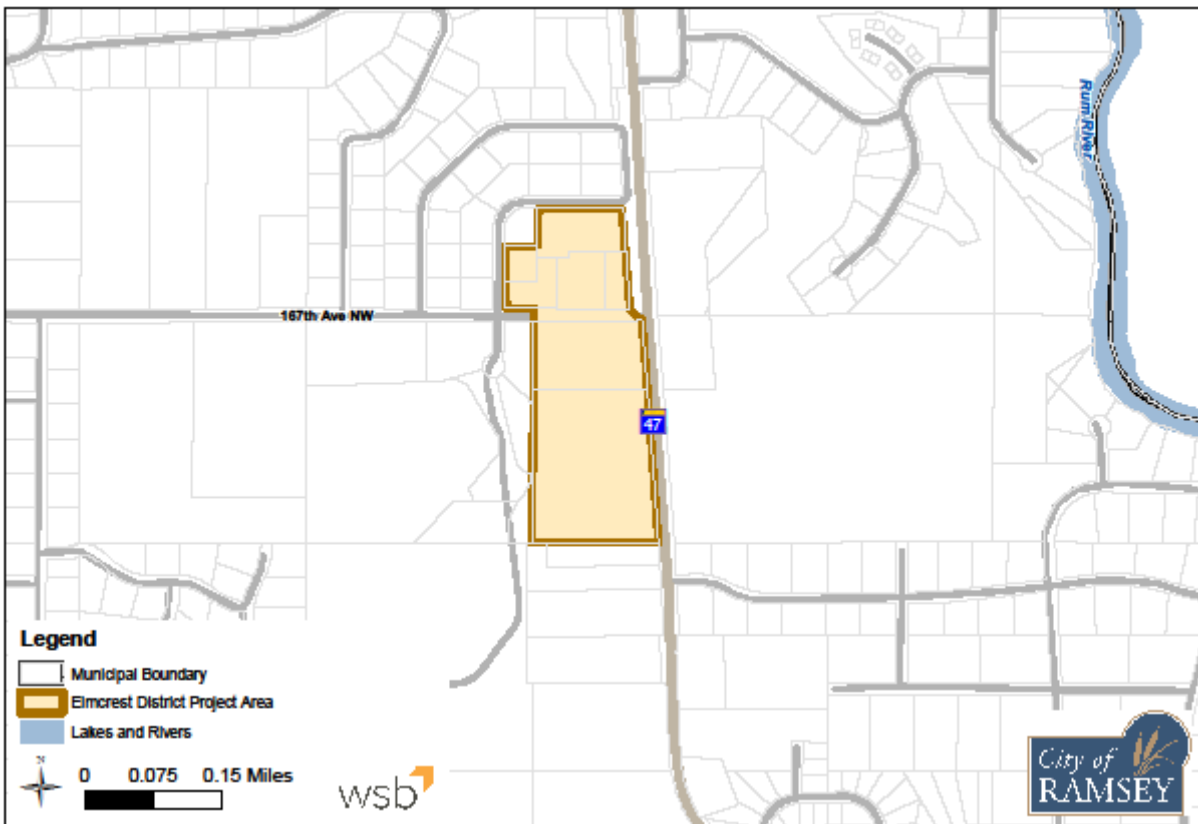 Rum River
167th Ave NW
47
Legend
Municipal Boundary
Elmcrest District Project Area
Lakes and Rivers
N
0 0.075 0.15 Miles
wsb
City of
RAMSEY